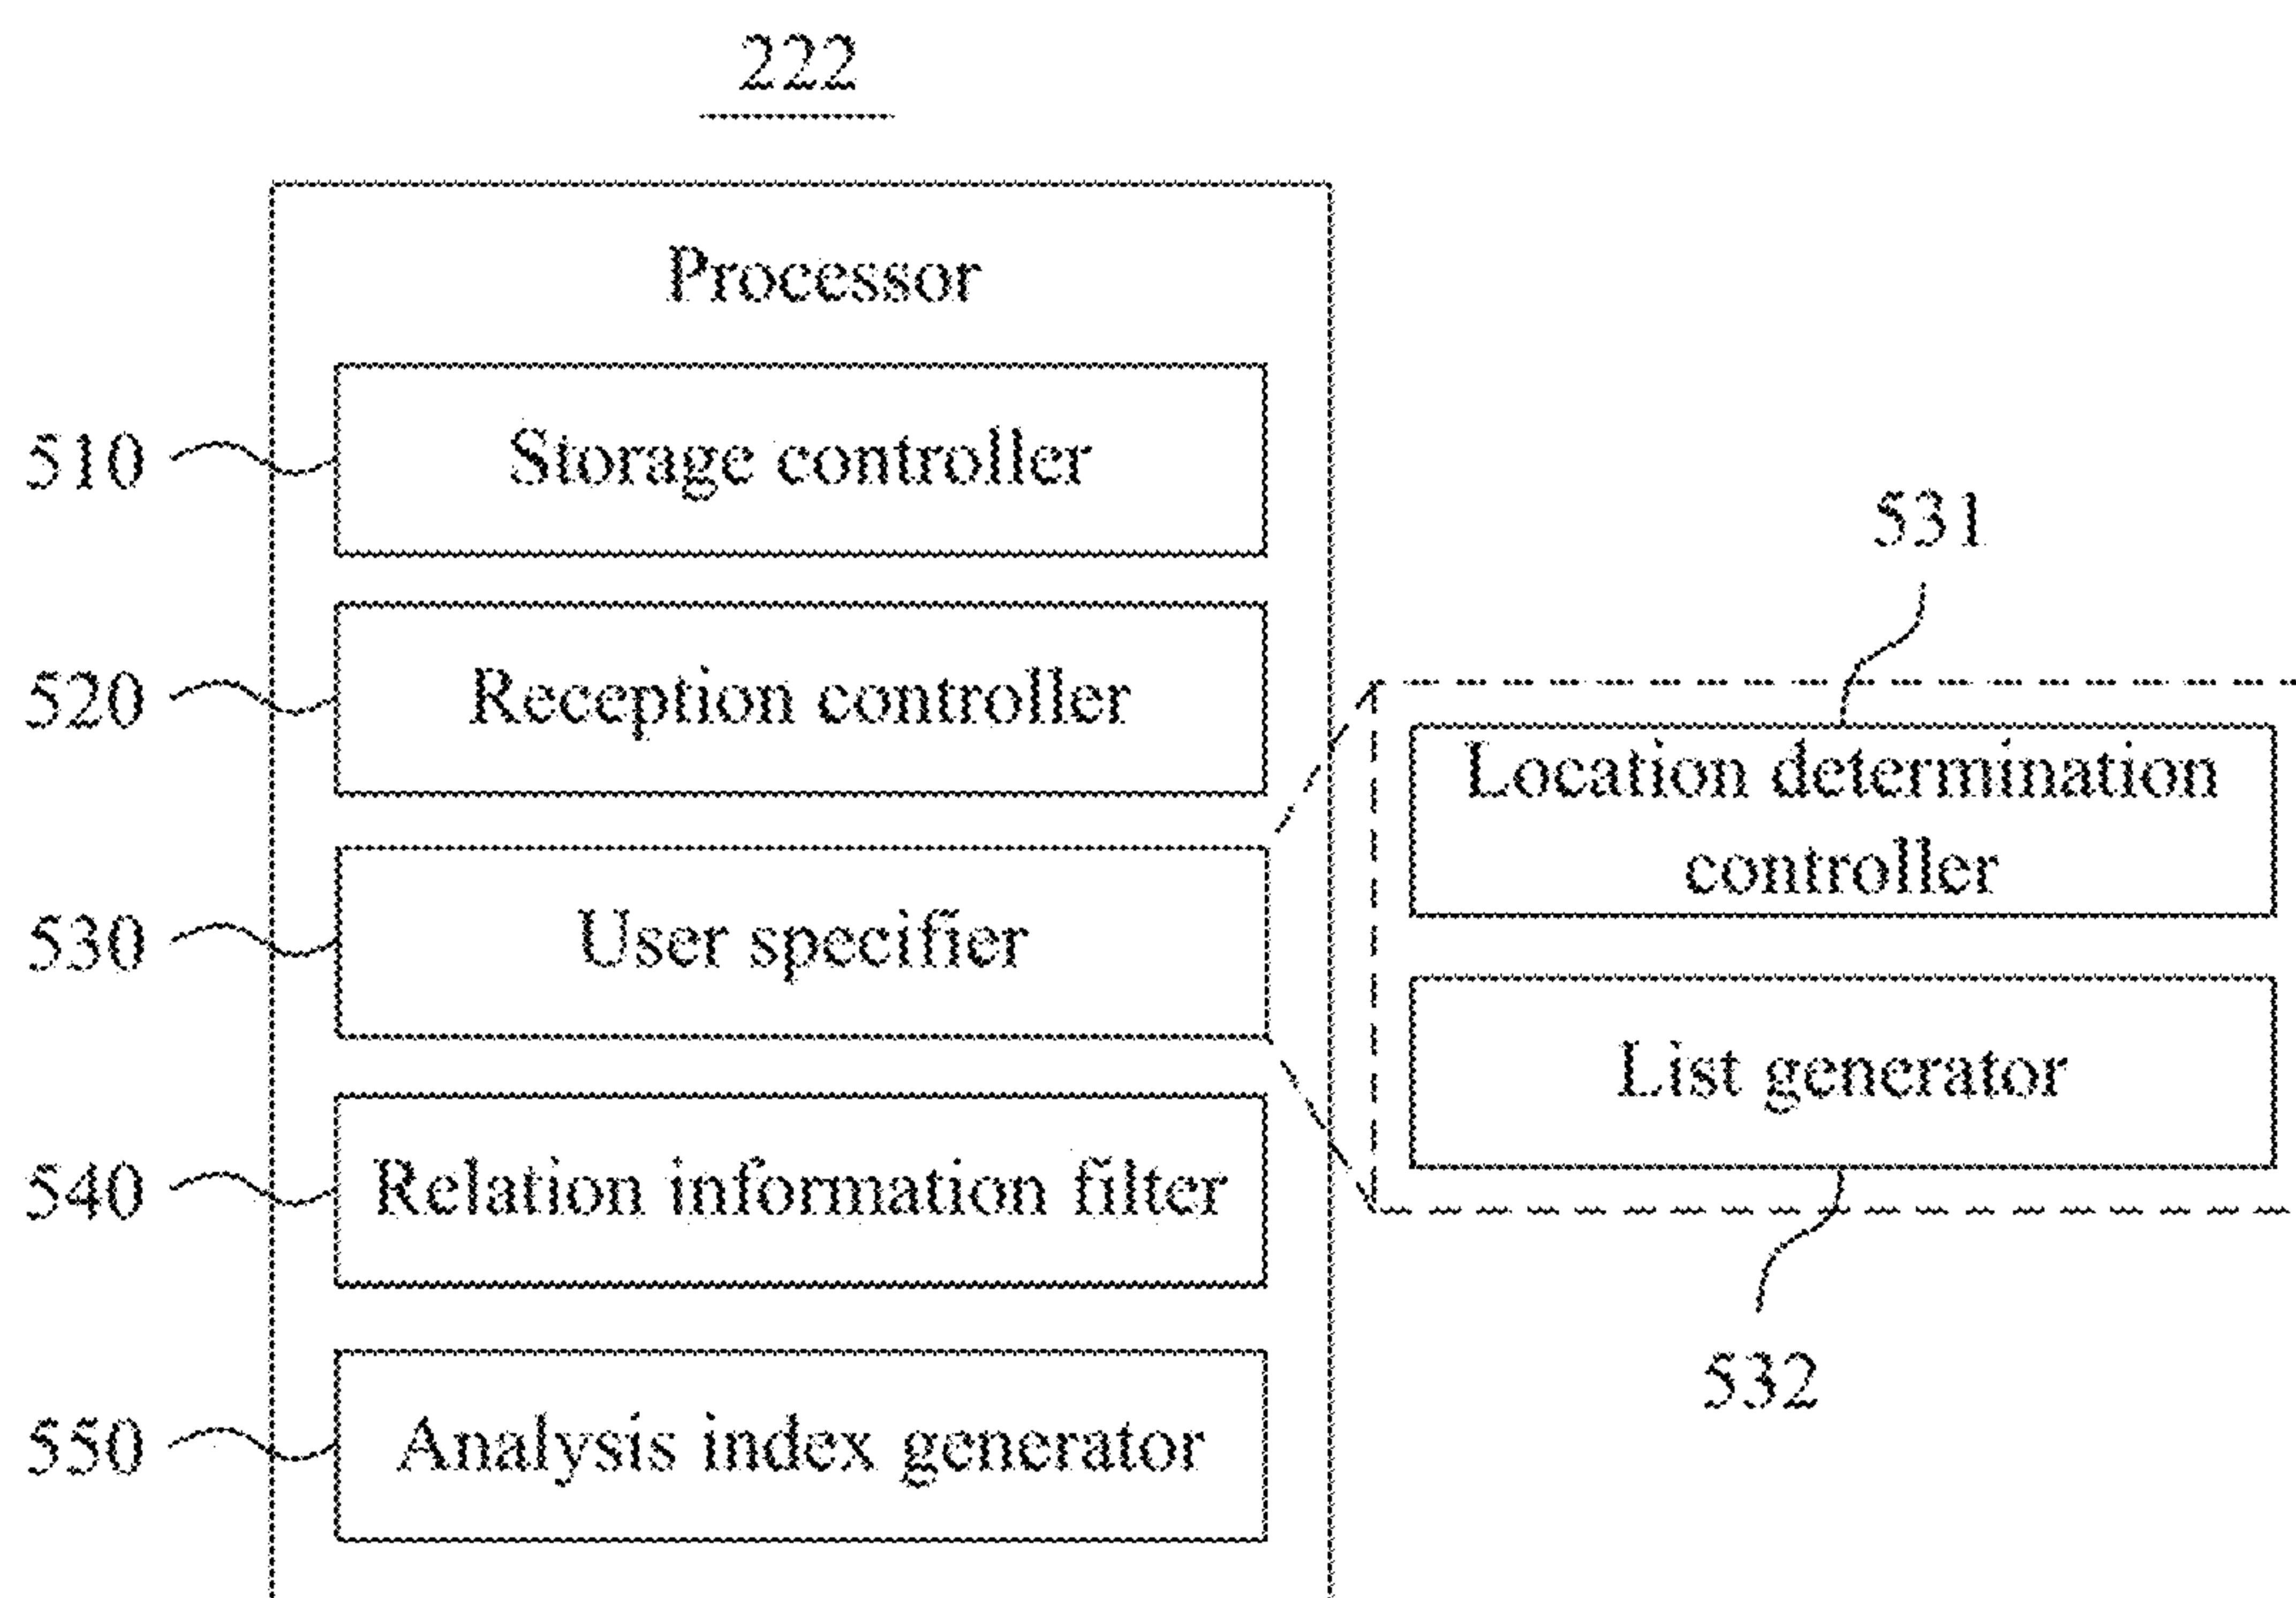 222
Processor
510
Storage controller
520
Reception controller
530
User specifier
540
Relation information filter
550
Analysis index generator
531
Location determination
controller
List generator
532